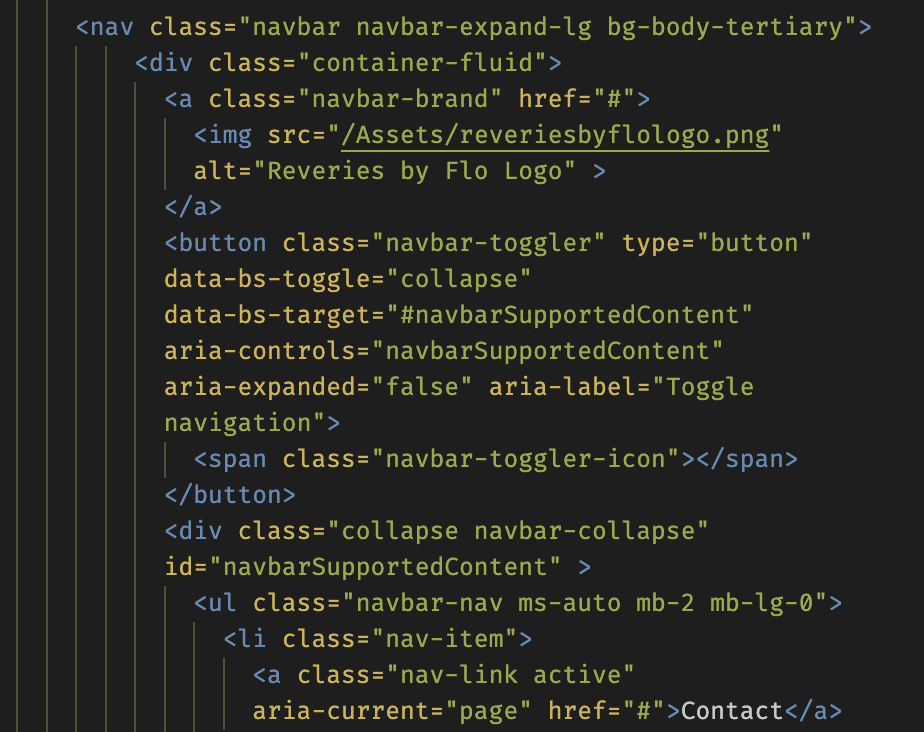 <nav class="navbar navbar-expand-lg bg-body-tertiary">
<div class="container-fluid">
<a class="navbar-brand" href="#">
<img src="/Assets/reveriesbyflologo.png"
alt="Reveries by Flo Logo" >
</a>
<button class="navbar-toggler" type="button"
data-bs-toggle="collapse"
data-bs-target="#navbarSupportedContent"
aria-controls="navbarSupportedContent"
aria-expanded="false" aria-label="Toggle
navigation">
<span class="navbar-toggler-icon"></span>
</button>
<div class="collapse navbar-collapse"
id="navbarSupportedContent" >
<ul class="navbar-nav ms-auto mb-2 mb-lg-0">
<li class="nav-item">
<a class="nav-link active"
aria-current="page" href="#">Contact</a>